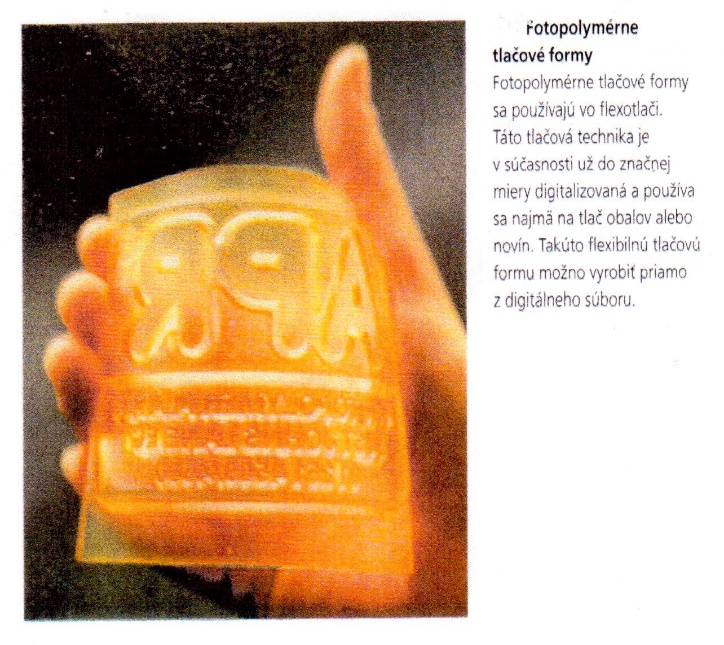 Fotopolymérne
tlačové formy
Fotopolymérne tlačové formy
sa používajú vo flexotlači.
Táto tlačová technika je
v súčasnosti už do značnej
miery digitalizovaná a používa
sa najmä na tlač obalov alebo
novín. Takúto flexibilnú tlačovú
formu možno vyrobiť priamo
z digitálneho súboru.
APR